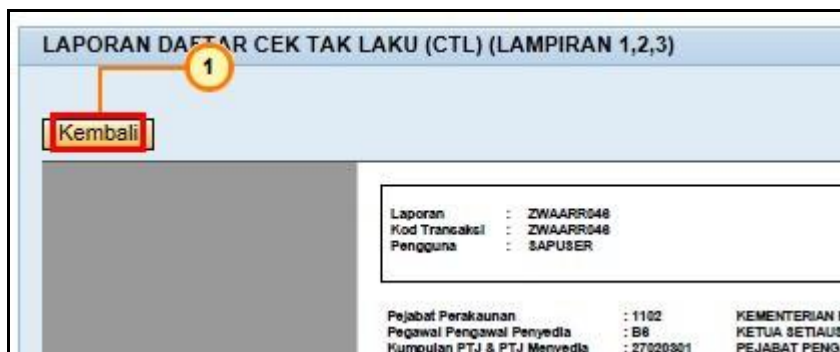 LAPORAN DAFTAR CEK TAK LAKU (CTL) (LAMPIRAN 1,2,3)
1
Kembali
Laporan : ZWAARR046
Kod Transaksi : ZWAARR046
Pengguna : SAPUSER
Pejabat Perakaunan : 1102 KEMENTERIAN
Pegawai Pengawal Penyedia : B6 KETUA SETIAUS
Kumpulan PTJ & PTJ Menyedia : 27020301 PEJABAT PENG